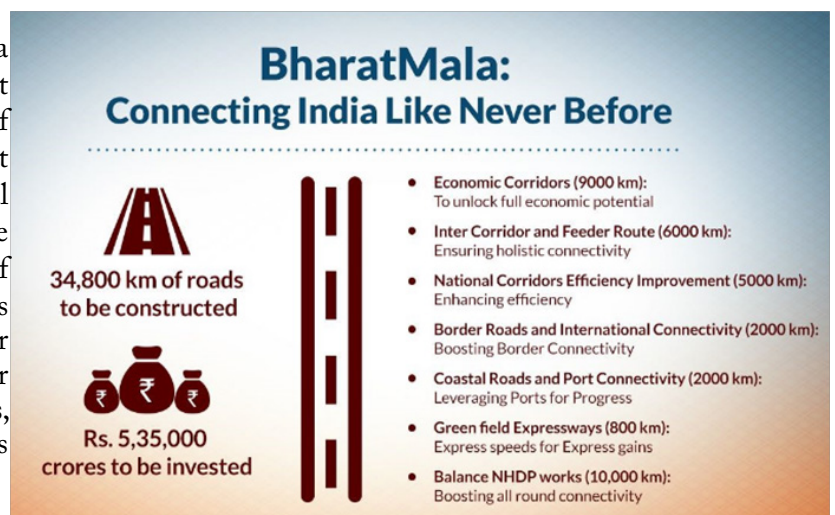 BharatMala:
Connecting India Like Never Before
34,800 km of roads
to be constructed
₹ ₹ ₹
Rs. 5,35,000
crores to be invested
• Economic Corridors (9000 km):
To unlock full economic potential
• Inter Corridor and Feeder Route (6000 km):
Ensuring holistic connectivity
• National Corridors Efficiency Improvement (5000 km):
Enhancing efficiency
• Border Roads and International Connectivity (2000 km):
Boosting Border Connectivity
• Coastal Roads and Port Connectivity (2000 km):
Leveraging Ports for Progress
• Green field Expressways (800 km):
Express speeds for Express gains
• Balance NHDP works (10,000 km):
Boosting all round connectivity